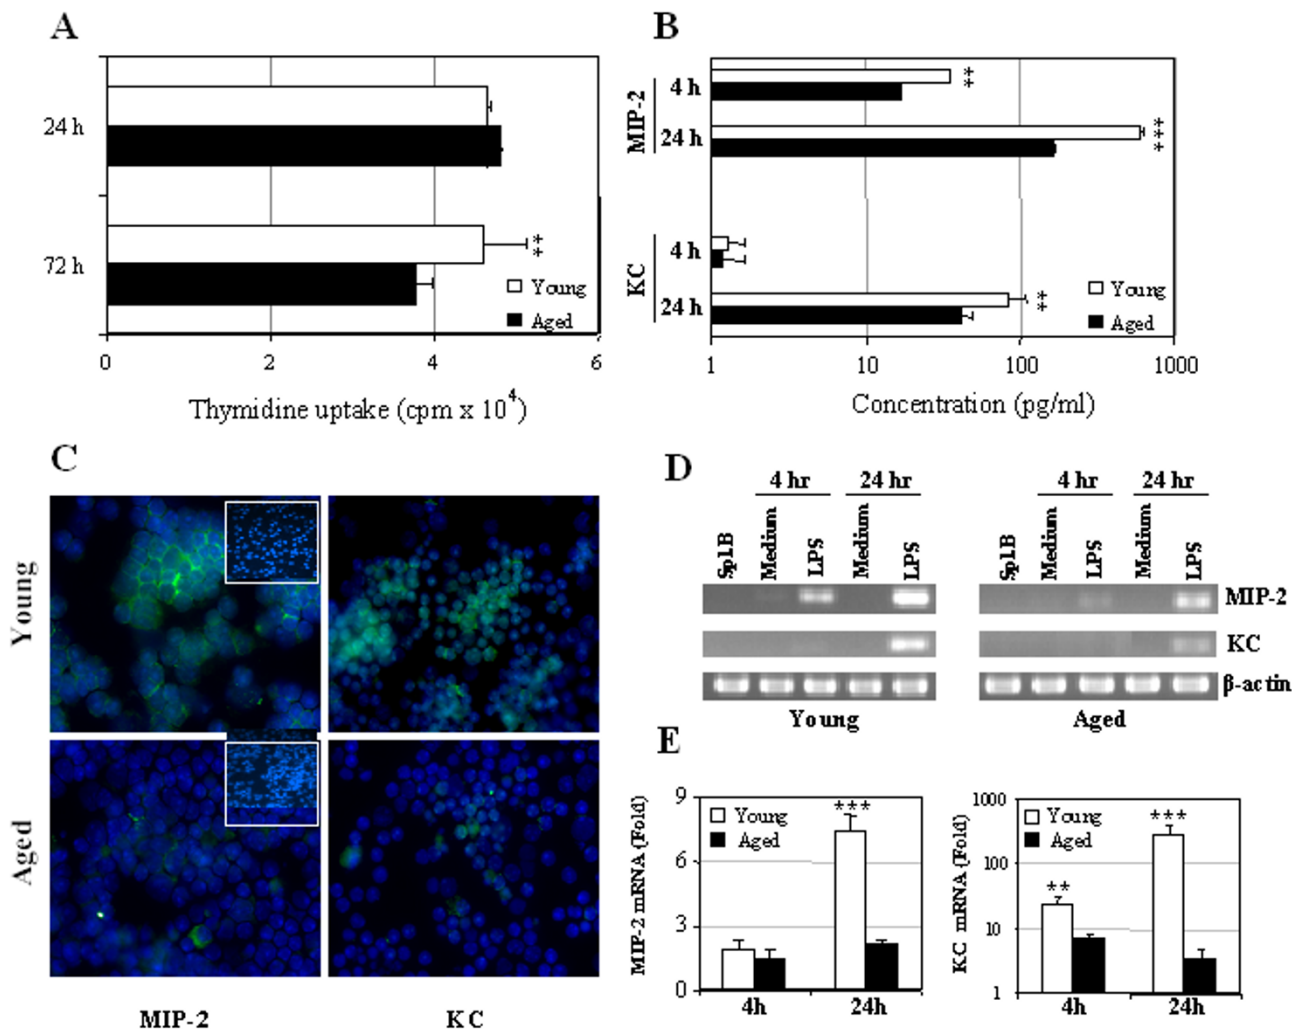 A
24 h
**
72 h
Young
Aged
0 2 4 6
Thymidine uptake (cpm x 10⁴)
B
MIP-2
4 h
**
24 h
***
KC
4 h
24 h
**
Young
Aged
1 10 100 1000
Concentration (pg/ml)
C
Young
Aged
MIP-2 KC
D
4 hr 24 hr 4 hr 24 hr
Spl.B Medium LPS Medium LPS Spl.B Medium LPS Medium LPS
MIP-2
KC
β-actin
Young Aged
E
MIP-2 mRNA (Fold)
9
6
3
0
Young
Aged
***
4h 24h
KC mRNA (Fold)
1000
100
10
1
Young
Aged
**
***
4h 24h